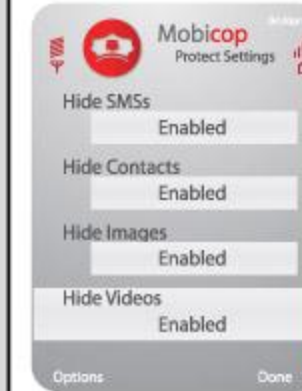 Mobicop
Protect Settings
Hide SMSs
Enabled
Hide Contacts
Enabled
Hide Images
Enabled
Hide Videos
Enabled
Options Done